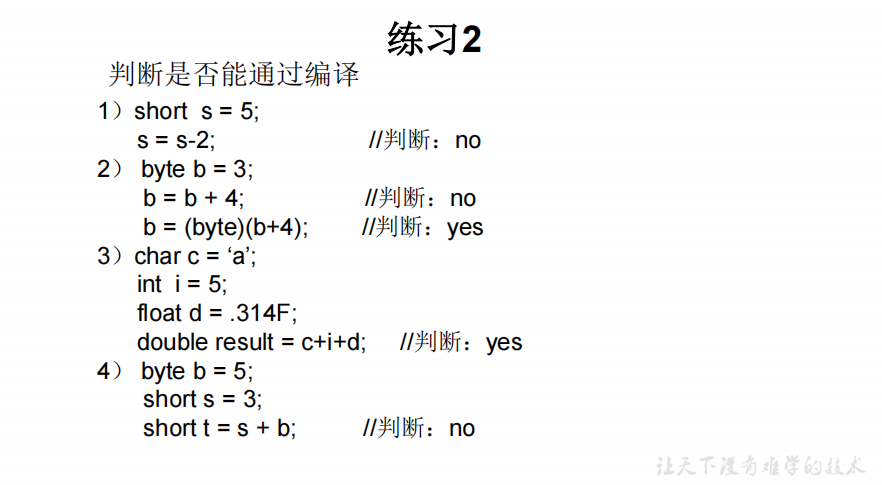 练习2
判断是否能通过编译
1）short s = 5;
s = s-2; //判断：no
2） byte b = 3;
b = b + 4; //判断：no
b = (byte)(b+4); //判断：yes
3）char c = ‘a’;
int i = 5;
float d = .314F;
double result = c+i+d; //判断：yes
4） byte b = 5;
short s = 3;
short t = s + b; //判断：no
让天下没有难学的技术